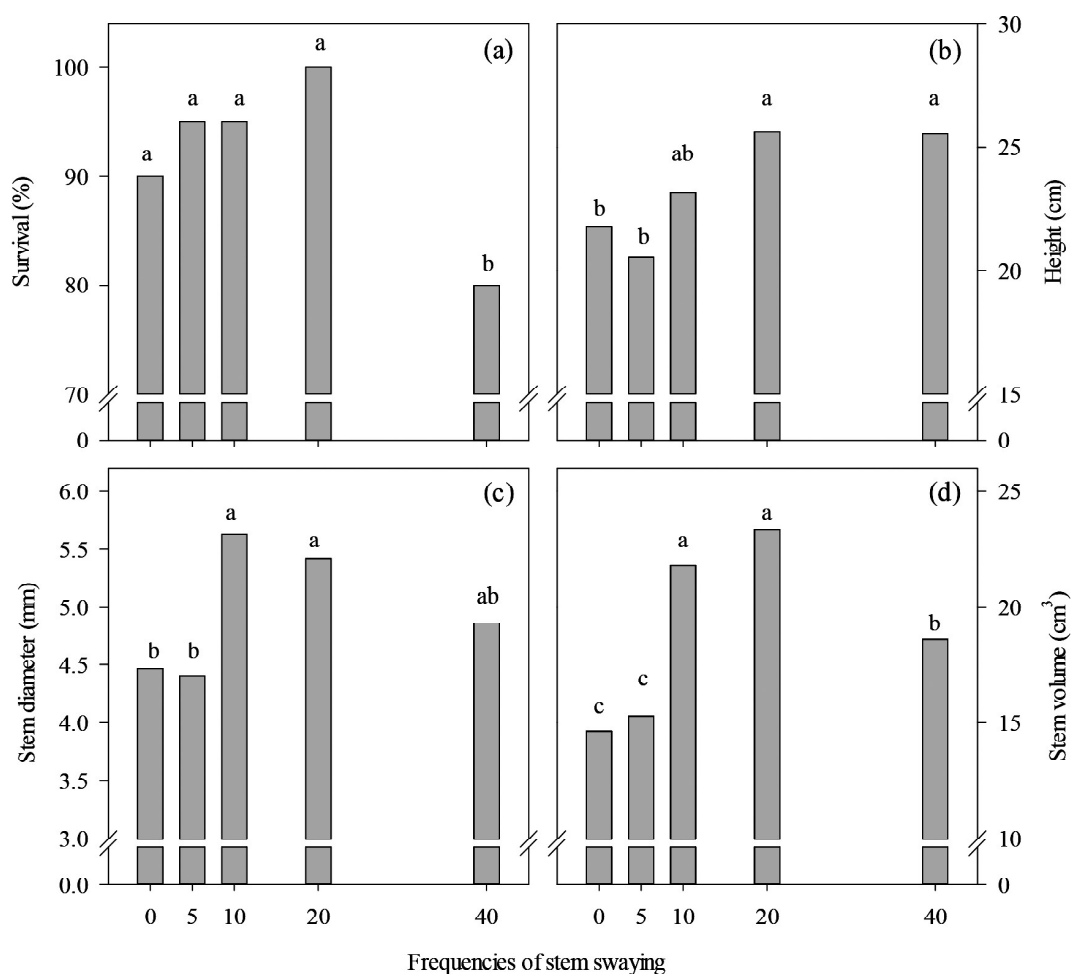 (a)
Survival (%)
100
90
80
70
0
a
a
a
a
b
(b)
Height (cm)
30
25
20
15
0
b
b
ab
a
a
(c)
Stem diameter (mm)
6.0
5.5
5.0
4.5
4.0
3.5
3.0
0.0
b
b
a
a
ab
0
5
10
20
40
(d)
Stem volume (cm³)
25
20
15
10
0
c
c
a
a
b
0
5
10
20
40
Frequencies of stem swaying